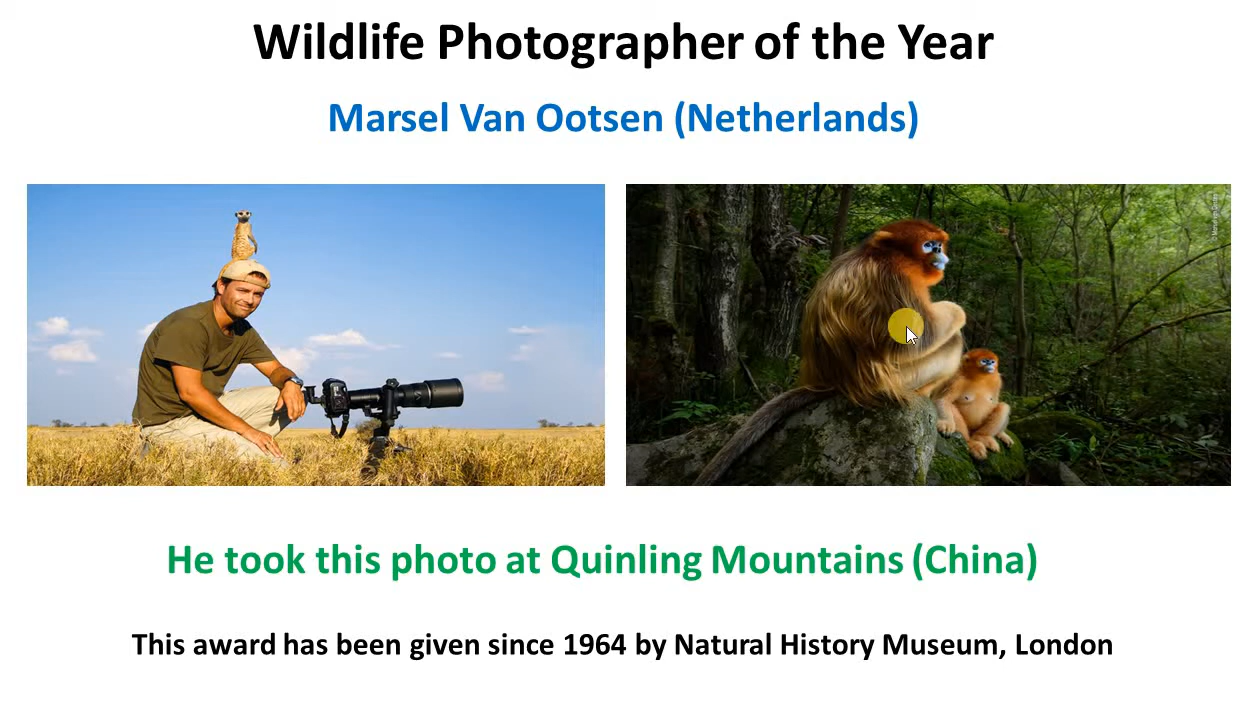 Wildlife Photographer of the Year
Marsel Van Ootsen (Netherlands)
He took this photo at Quinling Mountains (China)
This award has been given since 1964 by Natural History Museum, London